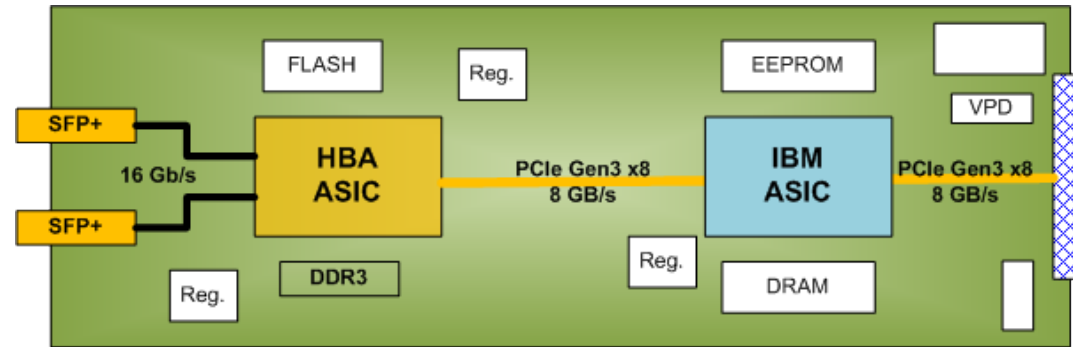 FLASH
Reg.
EEPROM
VPD
SFP+
16 Gb/s
SFP+
HBA
ASIC
PCIe Gen3 x8
8 GB/s
IBM
ASIC
PCIe Gen3 x8
8 GB/s
Reg.
DDR3
Reg.
DRAM